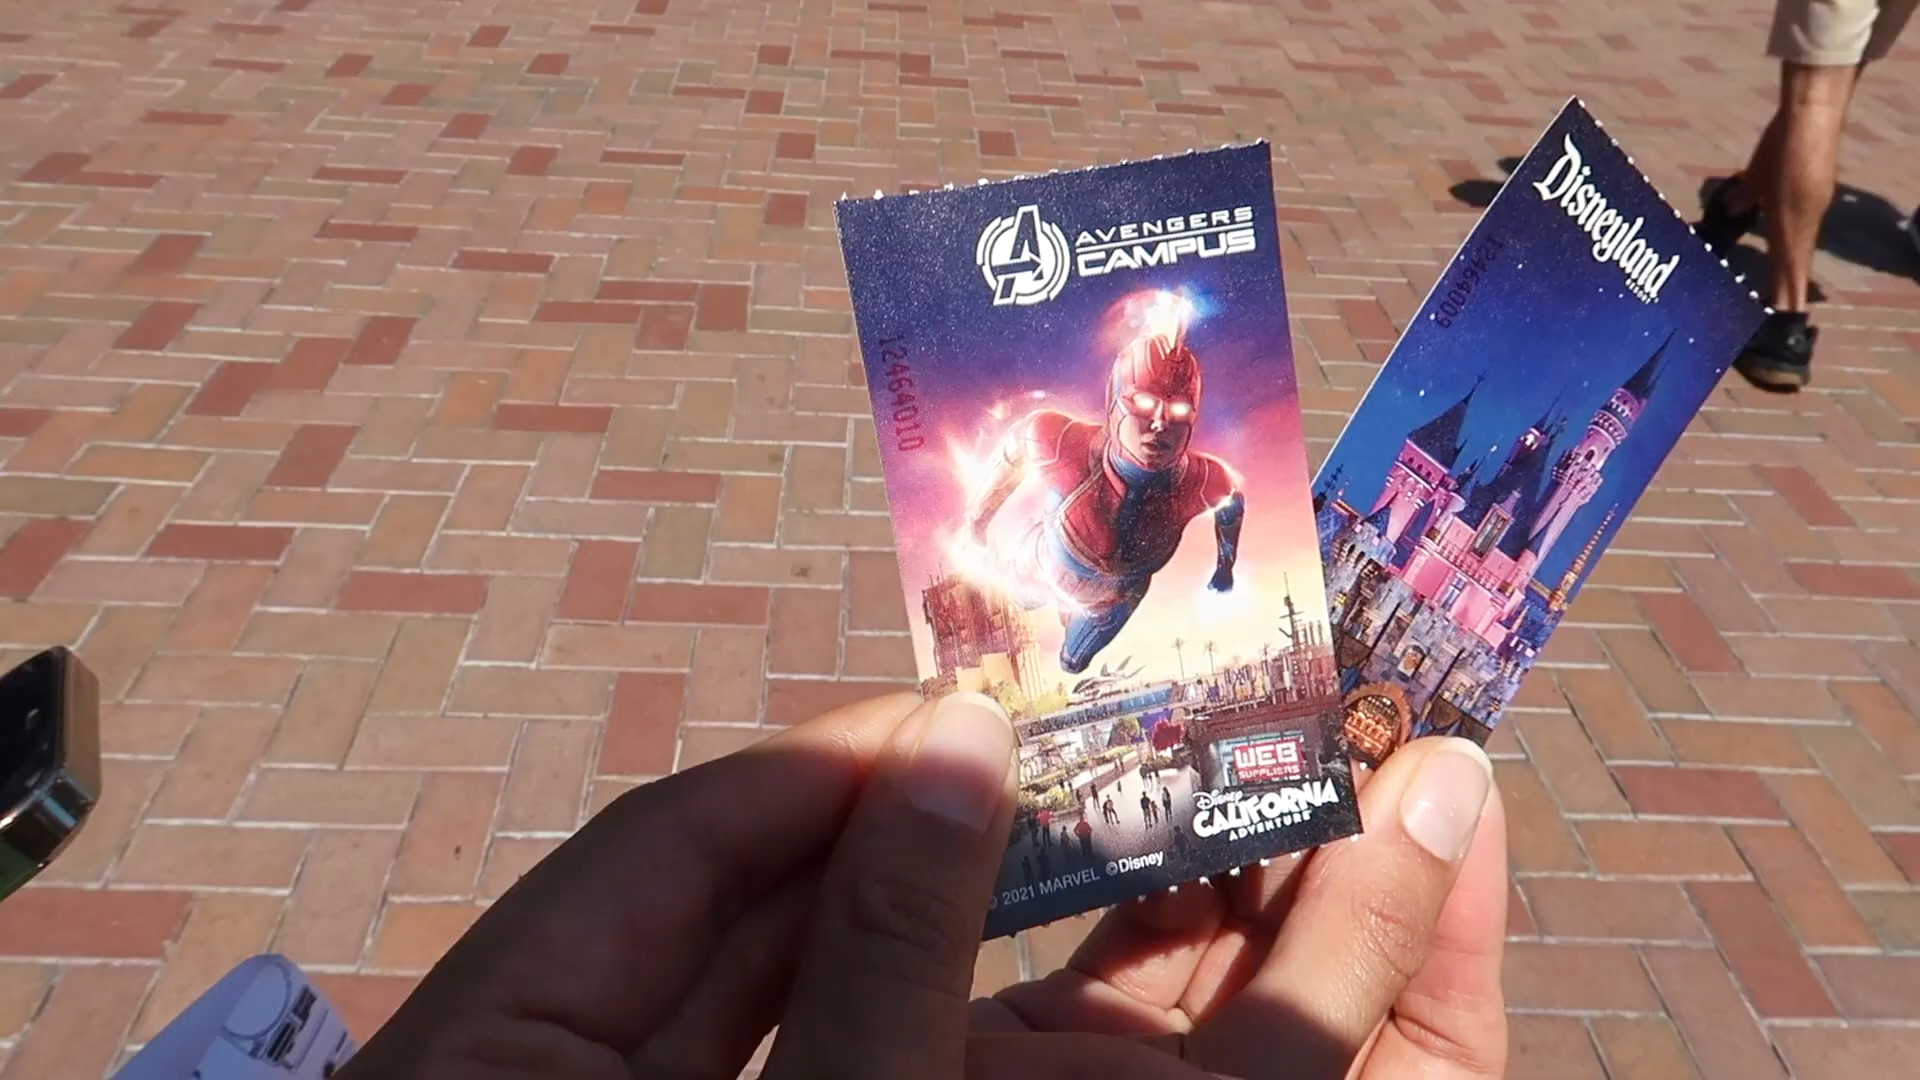 AVENGERS
CAMPUS
12464010
WEB
SUPPLIERS
Disney
CALIFORNIA
ADVENTURE
© 2021 MARVEL ©Disney
Disneyland
RESORT
12464009